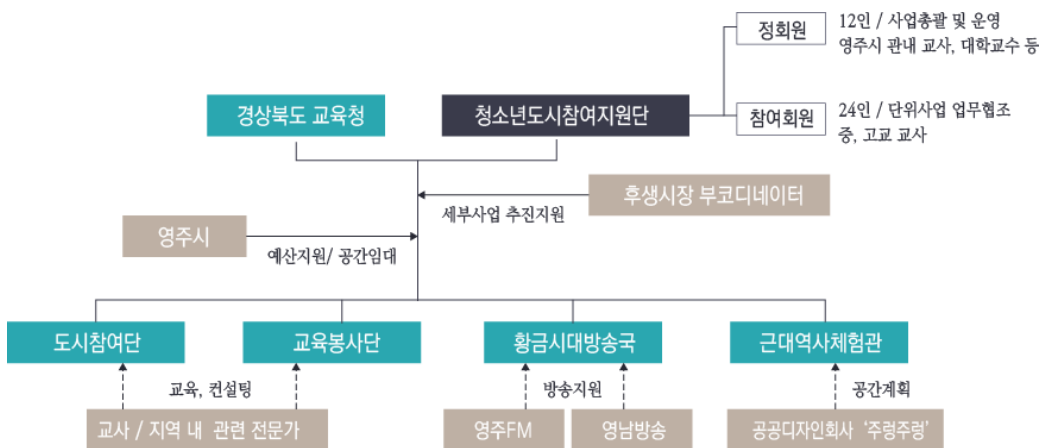 정회원
12인 / 사업총괄 및 운영
영주시 관내 교사, 대학교수 등
경상북도 교육청
청소년도시참여지원단
참여회원
24인 / 단위사업 업무협조
중, 고교 교사
후생시장 부코디네이터
세부사업 추진지원
영주시
예산지원/ 공간임대
도시참여단
교육봉사단
황금시대방송국
근대역사체험관
교육, 컨설팅
방송지원
공간계획
교사 / 지역 내 관련 전문가
영주FM
영남방송
공공디자인회사 ‘주렁주렁’